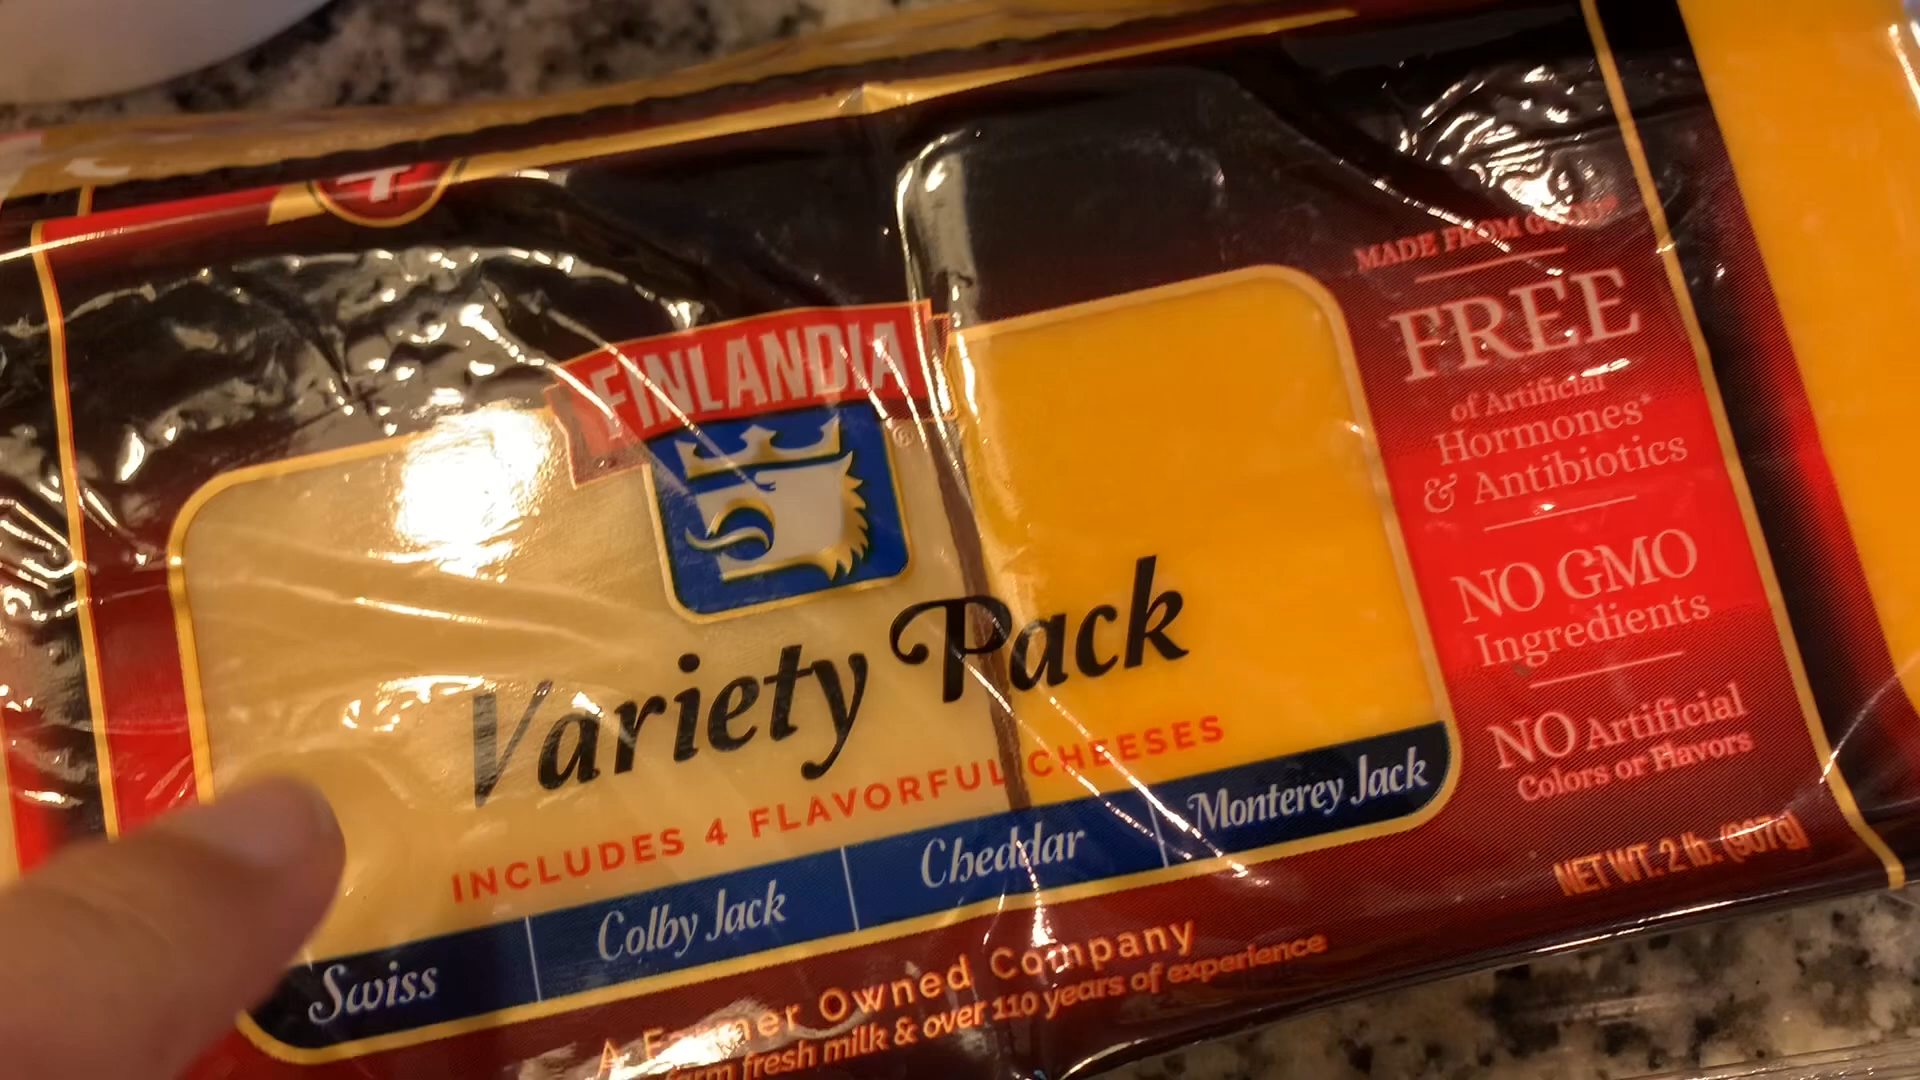 4
FINLANDIA
®
Variety Pack
INCLUDES 4 FLAVORFUL CHEESES
Swiss
Colby Jack
Cheddar
Monterey Jack
A Farmer Owned Company
farm fresh milk & over 110 years of experience
MADE FROM
FREE
of Artificial
Hormones*
& Antibiotics
NO GMO
Ingredients
NO Artificial
Colors or Flavors
NET WT. 2 lb. (907g)